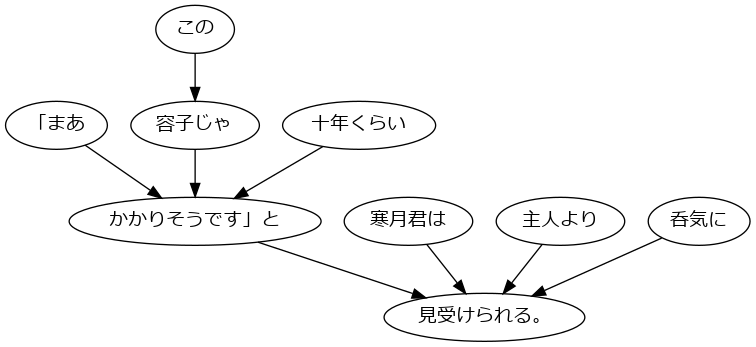 この
「まあ
容子じゃ
十年くらい
かかりそうです」と
寒月君は
主人より
呑気に
見受けられる。